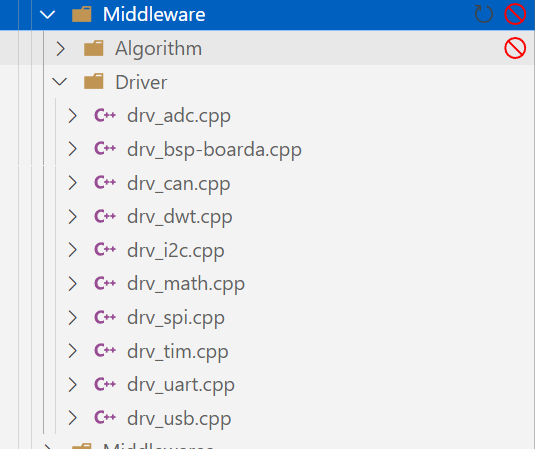 Middleware
Algorithm
Driver
drv_adc.cpp
drv_bsp-boarda.cpp
drv_can.cpp
drv_dwt.cpp
drv_i2c.cpp
drv_math.cpp
drv_spi.cpp
drv_tim.cpp
drv_uart.cpp
drv_usb.cpp
Middlewares